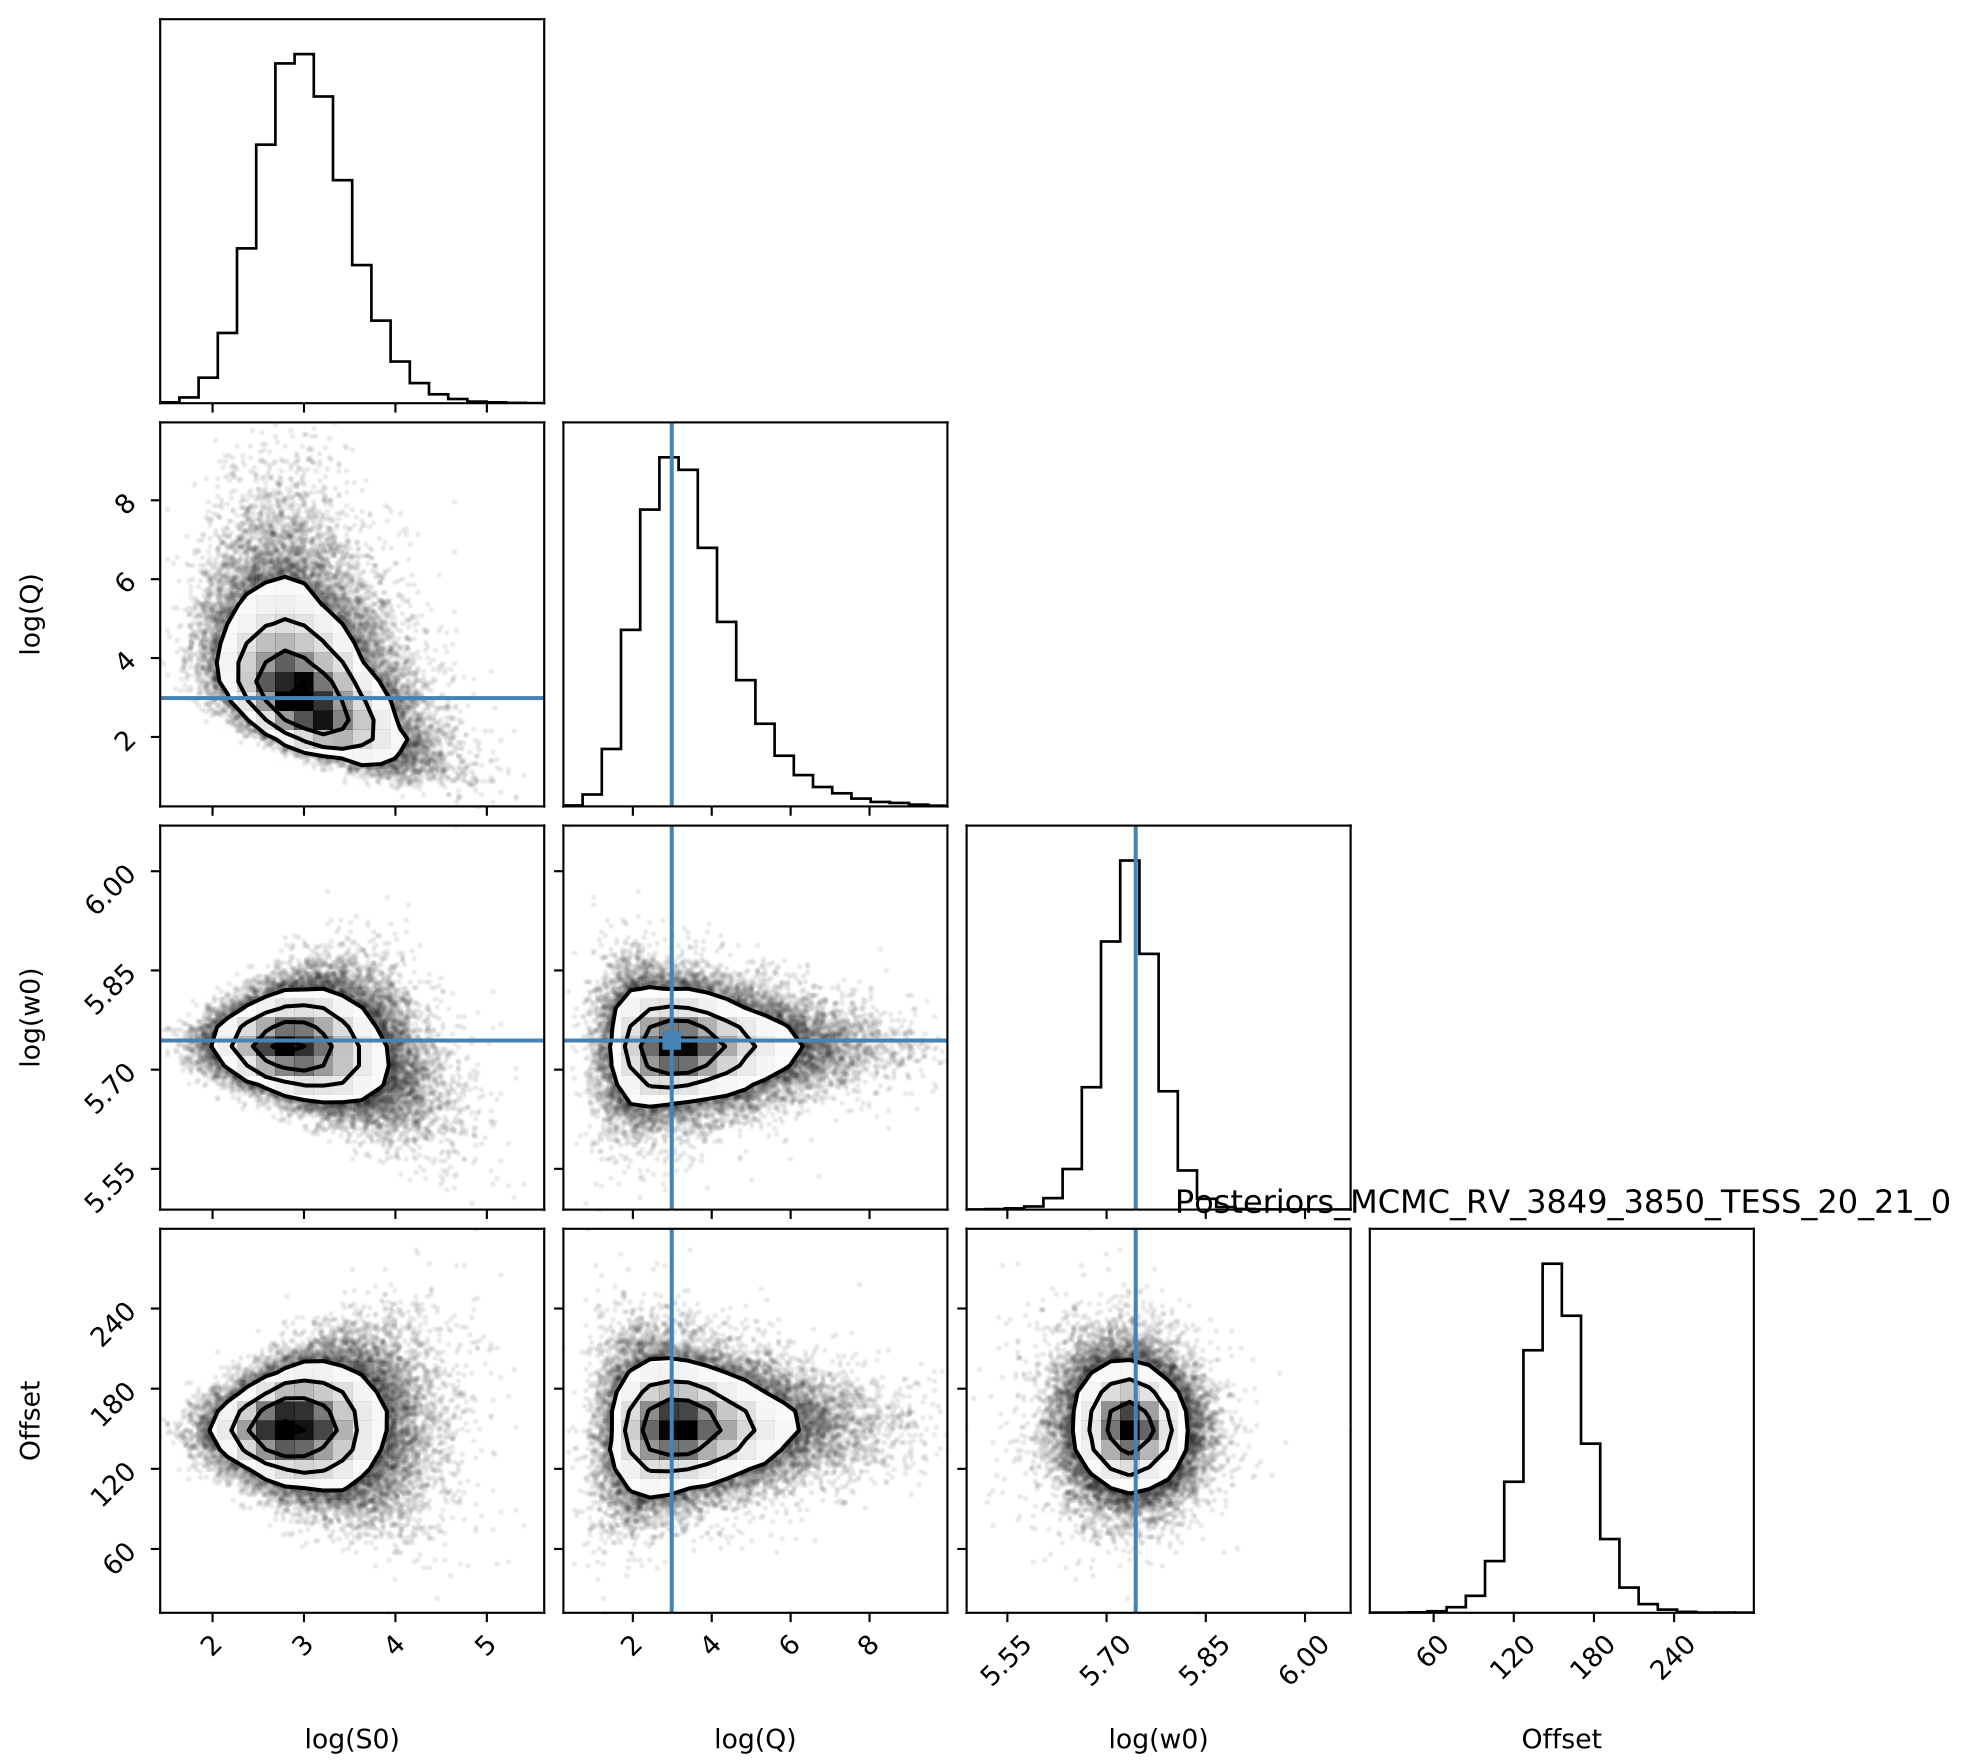 log(Q)
8
6
4
2
log(w0)
6.00
5.85
5.70
5.55
Posteriors_MCMC_RV_3849_3850_TESS_20_21_0
Offset
240
180
120
60
2 3 4 5 2 4 6 8 5.55 5.70 5.85 6.00 60 120 180 240
log(S0) log(Q) log(w0) Offset